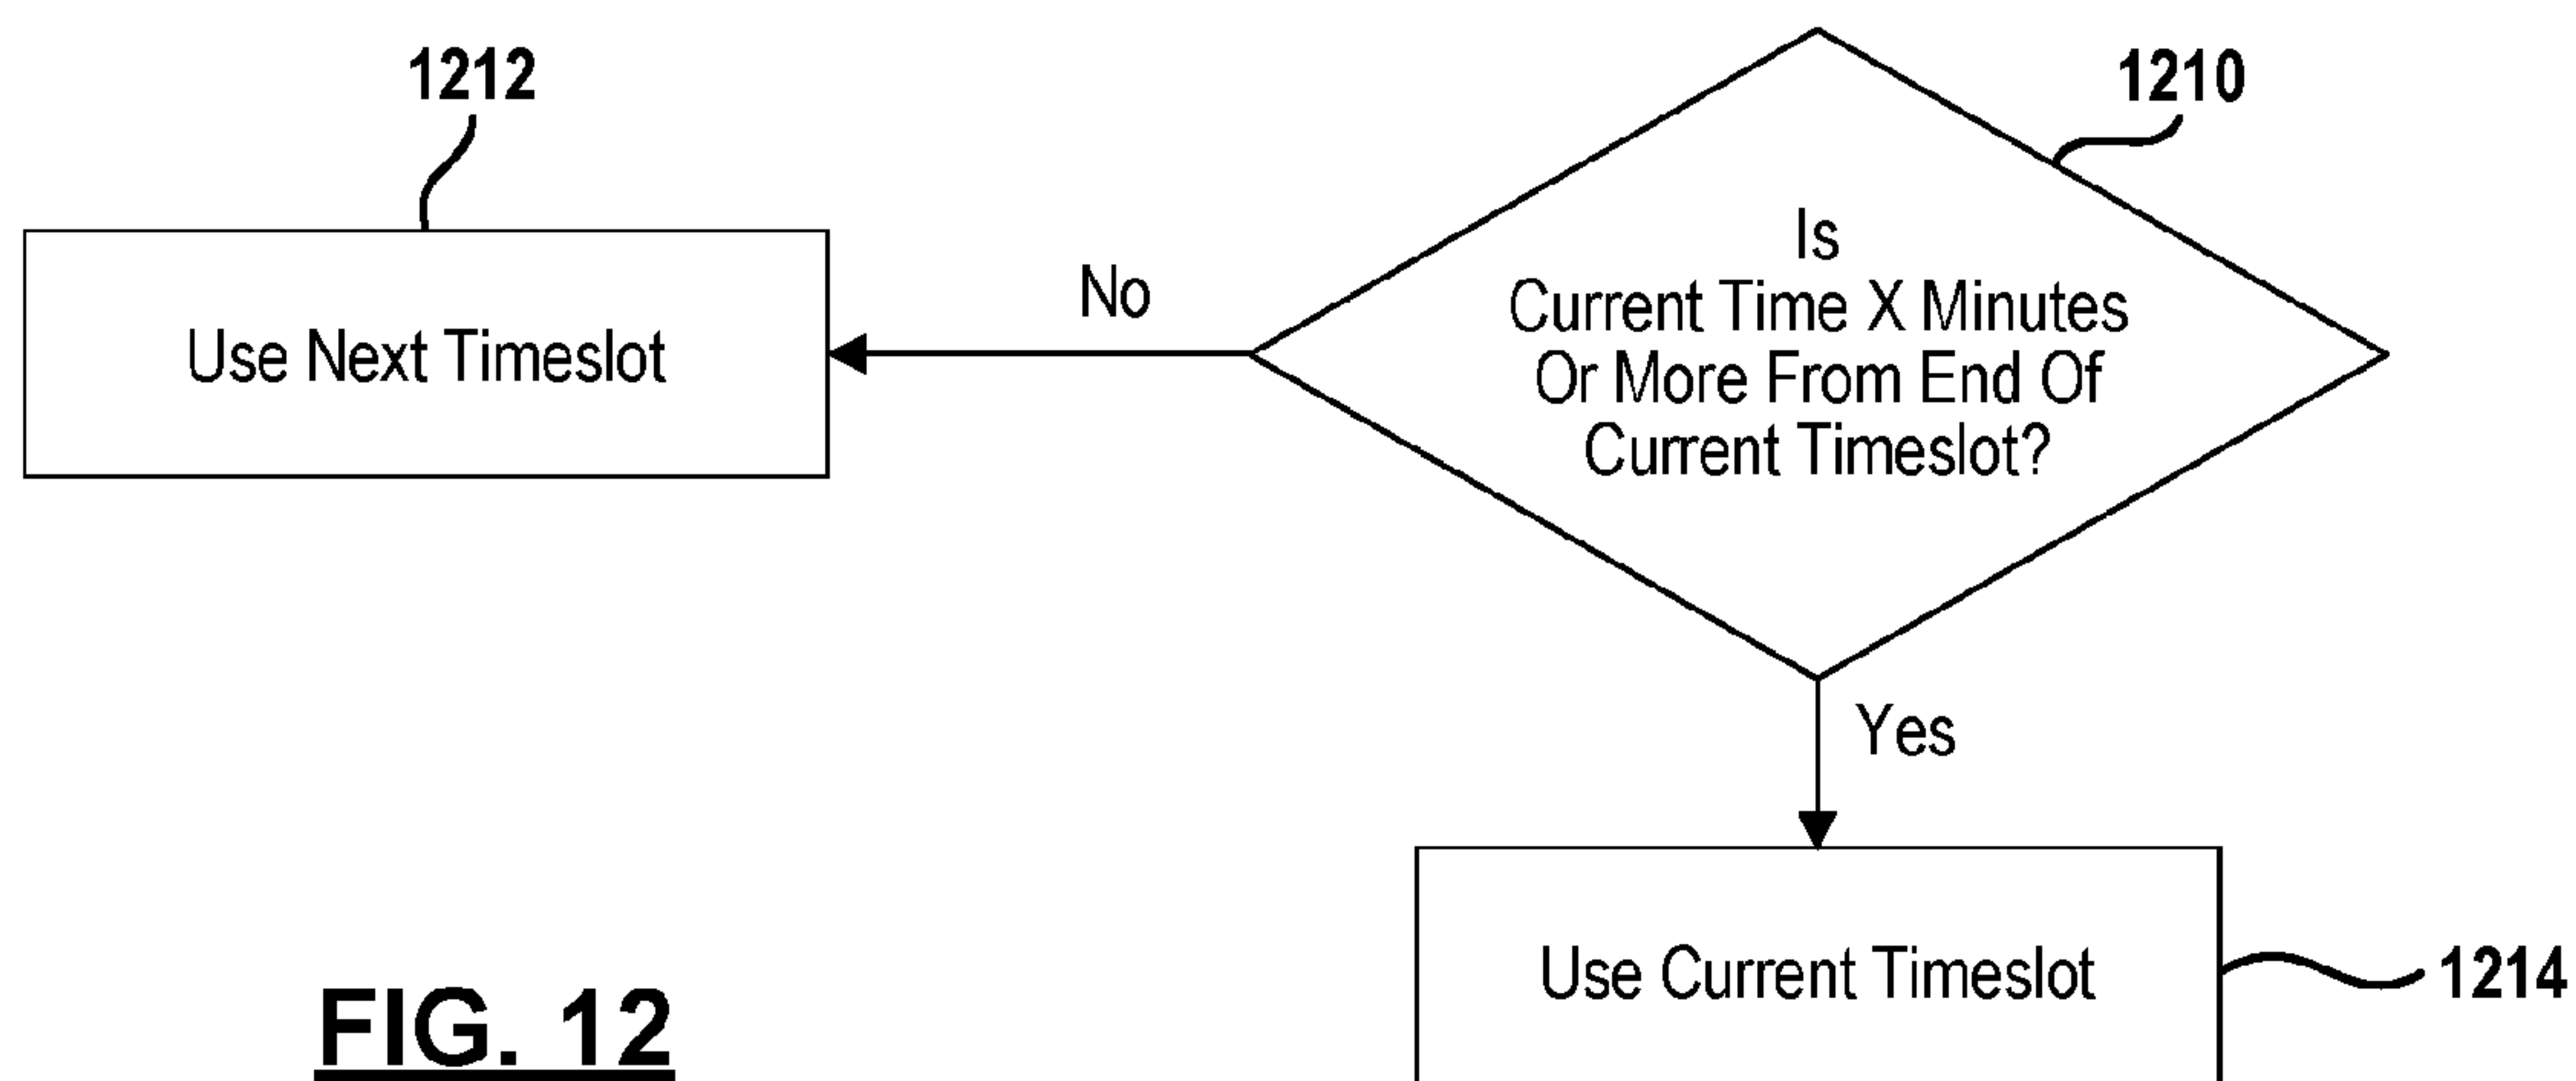 1212
1210
Is
Current Time X Minutes
Or More From End Of
Current Timeslot?
No
Use Next Timeslot
Yes
Use Current Timeslot
1214
FIG. 12